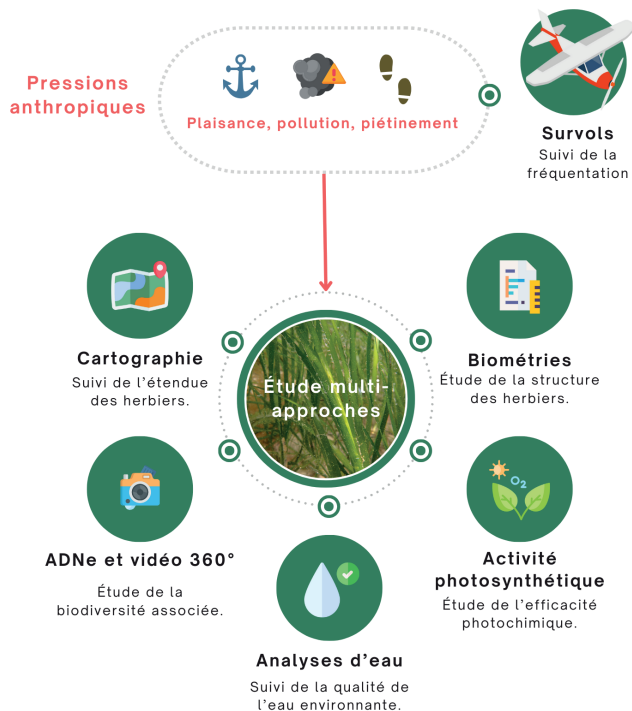 Pressions
anthropiques
Plaisance, pollution, piétinement
Survols
Suivi de la
fréquentation
Cartographie
Suivi de l'étendue
des herbiers.
Étude multi-
approches
Biométries
Étude de la structure
des herbiers.
ADNe et vidéo 360°
Étude de la
biodiversité associée.
O₂
Activité
photosynthétique
Étude de l'efficacité
photochimique.
Analyses d'eau
Suivi de la qualité de
l'eau environnante.